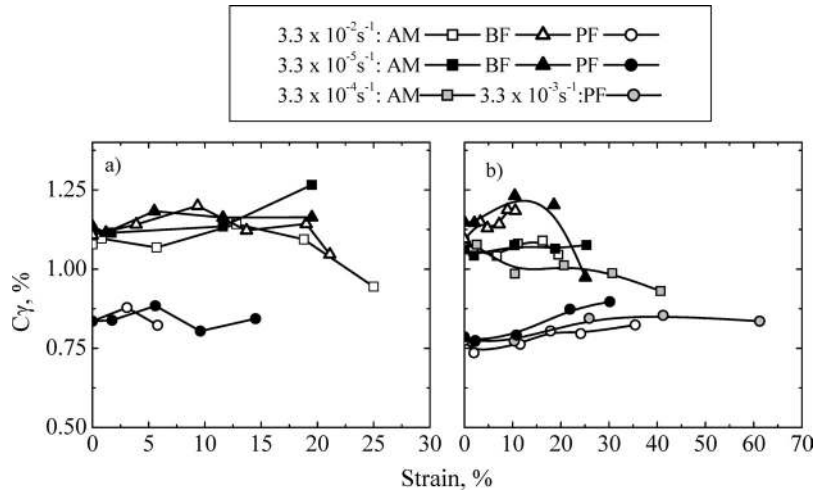 3.3 x 10⁻²s⁻¹: AM BF PF
3.3 x 10⁻⁵s⁻¹: AM BF PF
3.3 x 10⁻⁴s⁻¹: AM 3.3 x 10⁻³s⁻¹:PF
a)
b)
1.25
1.00
0.75
0.50
Cγ, %
0 5 10 15 20 25 30
0 10 20 30 40 50 60 70
Strain, %